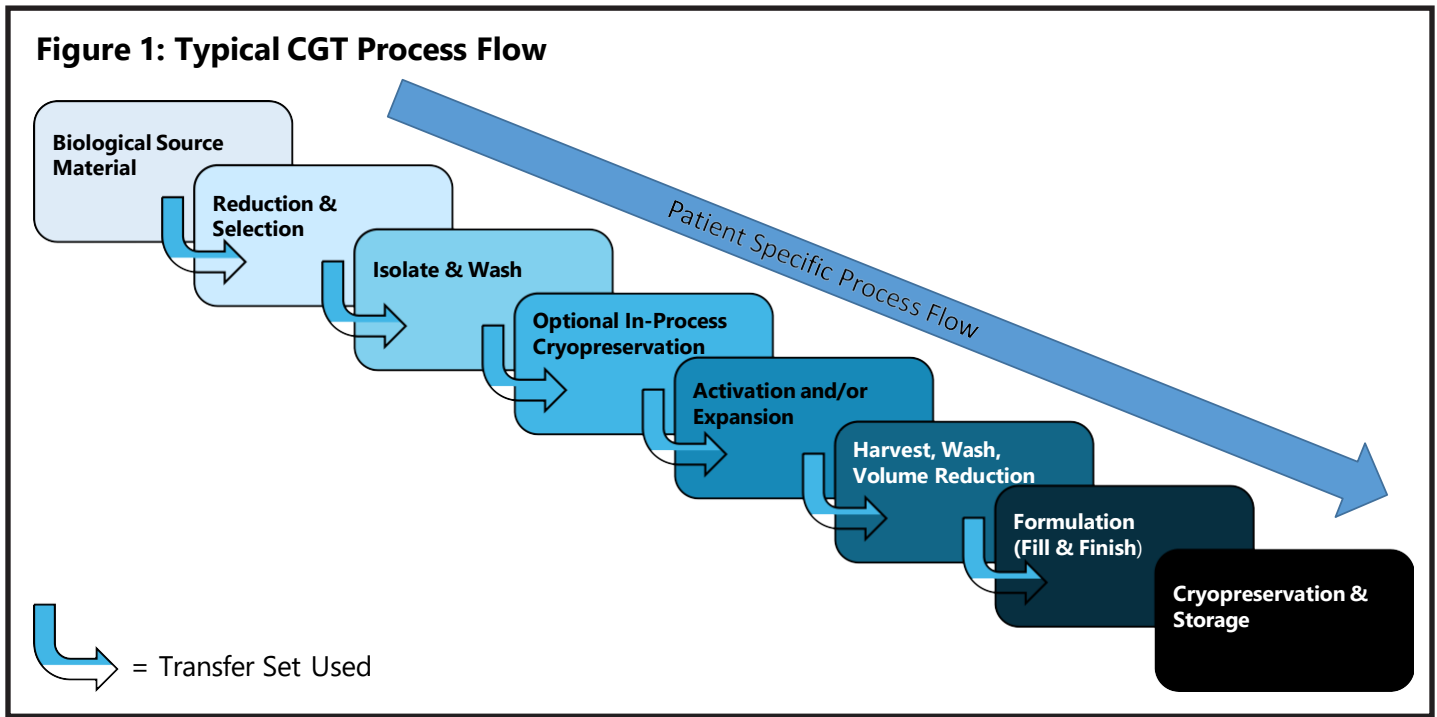 Figure 1: Typical CGT Process Flow
Biological Source
Material
Reduction &
Selection
Isolate & Wash
Optional In-Process
Cryopreservation
Activation and/or
Expansion
Harvest, Wash,
Volume Reduction
Formulation
(Fill & Finish)
Cryopreservation &
Storage
Patient Specific Process Flow
= Transfer Set Used